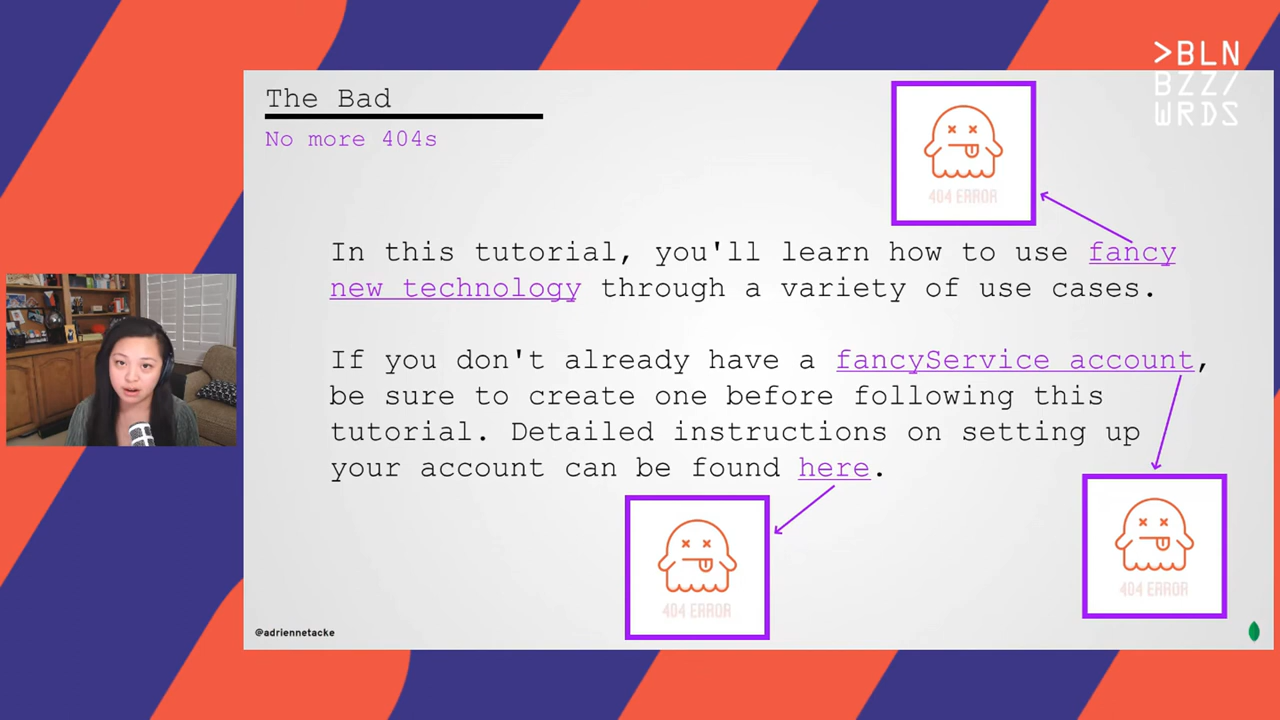 >BLN
BZZ/
WRDS
The Bad
No more 404s
404 ERROR
In this tutorial, you'll learn how to use fancy
new technology through a variety of use cases.
If you don't already have a fancyService account,
be sure to create one before following this
tutorial. Detailed instructions on setting up
your account can be found here.
404 ERROR
404 ERROR
@adriennetacke